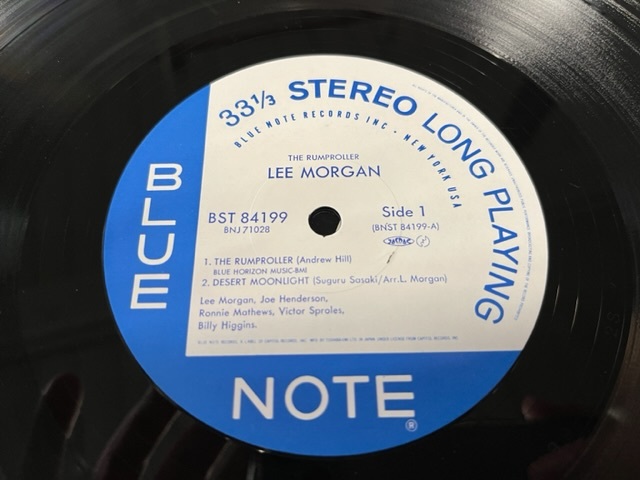 33⅓ STEREO LONG PLAYING
BLUE NOTE RECORDS INC • NEW YORK USA
THE RUMPROLLER
LEE MORGAN
BST 84199
BNJ 71028
Side 1
(BNST 84199-A)
1. THE RUMPROLLER (Andrew Hill)
BLUE HORIZON MUSIC-BMI
2. DESERT MOONLIGHT (Suguru Sasaki/Arr.L. Morgan)
Lee Morgan, Joe Henderson,
Ronnie Mathews, Victor Sproles,
Billy Higgins.
BLUE
NOTE®